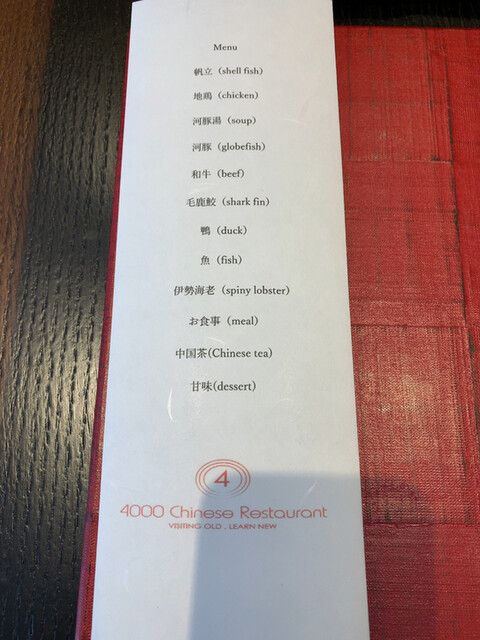 Menu
帆立（shell fish）
地鶏（chicken）
河豚湯（soup）
河豚（globefish）
和牛（beef）
毛鹿鮫（shark fin）
鴨（duck）
魚（fish）
伊勢海老（spiny lobster）
お食事（meal）
中国茶(Chinese tea)
甘味(dessert)
4
4000 Chinese Restaurant
VISITING OLD , LEARN NEW